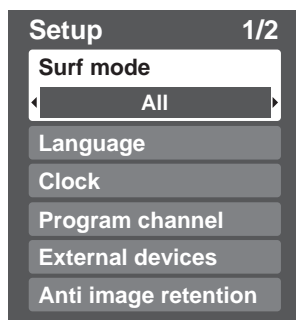 Setup 1/2
Surf mode
All
Language
Clock
Program channel
External devices
Anti image retention